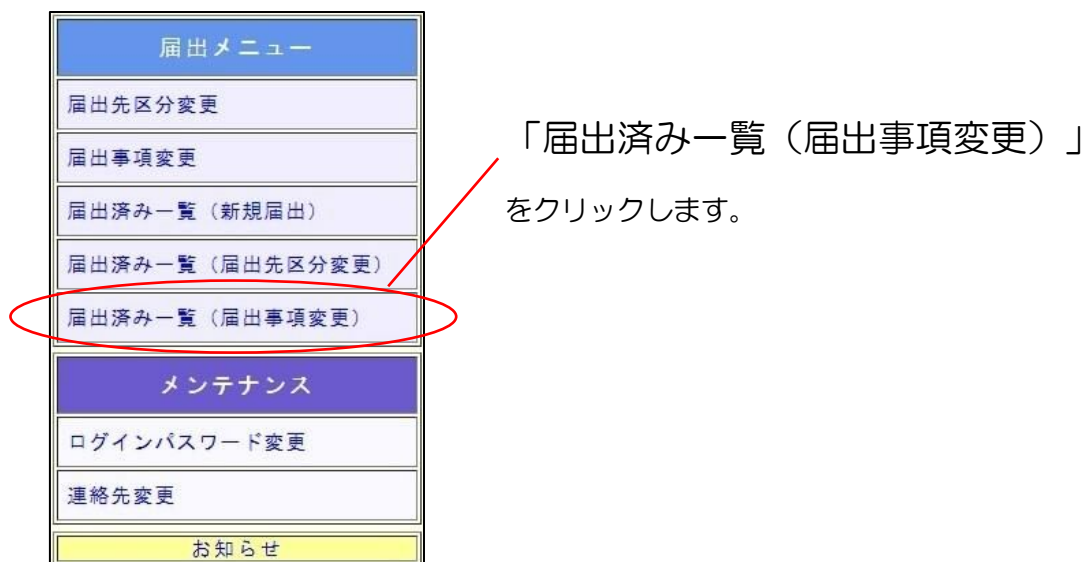 届出メニュー
届出先区分変更
届出事項変更
届出済み一覧（新規届出）
届出済み一覧（届出先区分変更）
届出済み一覧（届出事項変更）
メンテナンス
ログインパスワード変更
連絡先変更
お知らせ
「届出済み一覧（届出事項変更）」
をクリックします。